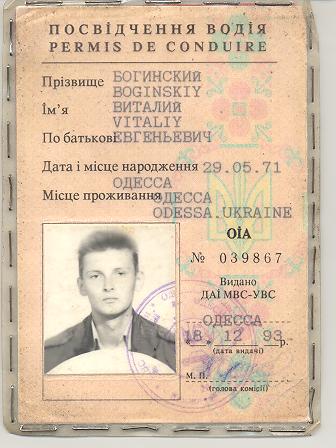 ПОСВІДЧЕННЯ ВОДІЯ
PERMIS DE CONDUIRE
Прізвище БОГИНСКИЙ
BOGINSKIY
Ім'я ВИТАЛИЙ
VITALIY
По батькові ЕВГЕНЬЕВИЧ
Дата і місце народження 29.05.71
ОДЕССА
Місце проживання ОДЕССА
ODESSA.UKRAINE
ОІА
№ 039867
Видано
ДАІ МВС-УВС
ОДЕССА
18.12 93 р.
(дата видачі)
М. П.
(голова комісії)